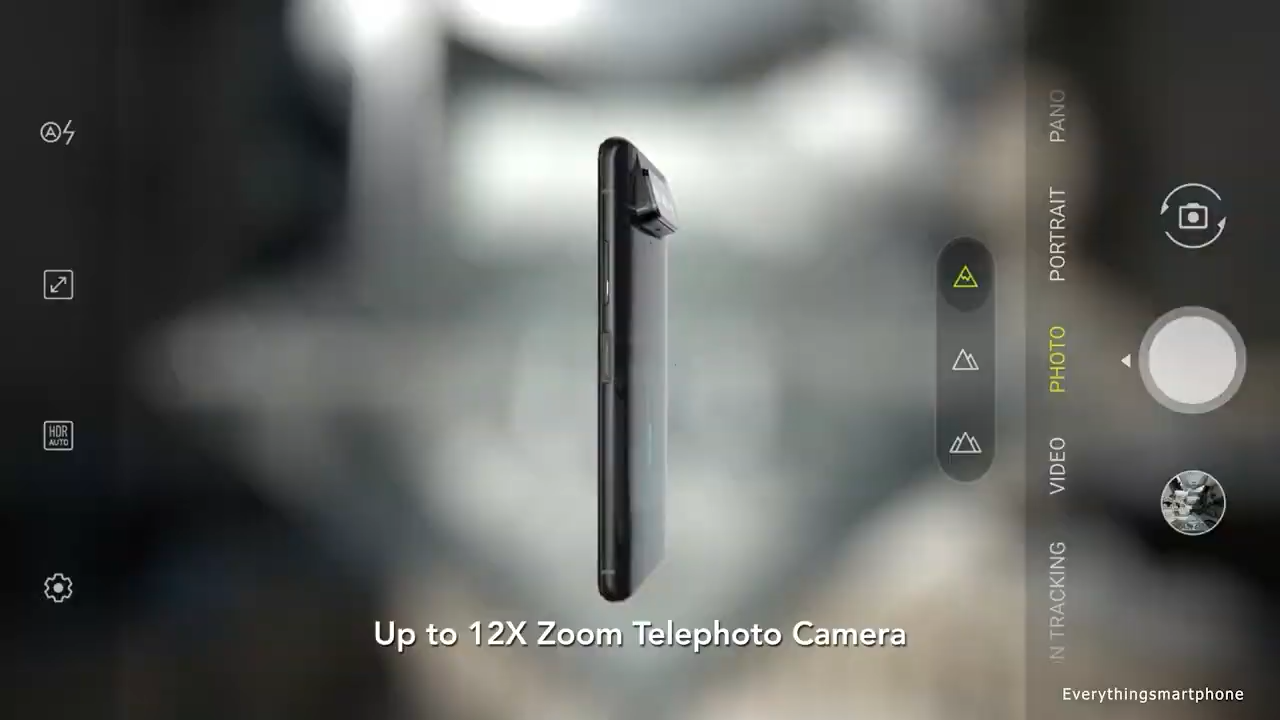 A
HDR
AUTO
PANO
PORTRAIT
PHOTO
VIDEO
N TRACKING
Up to 12X Zoom Telephoto Camera
Everythingsmartphone